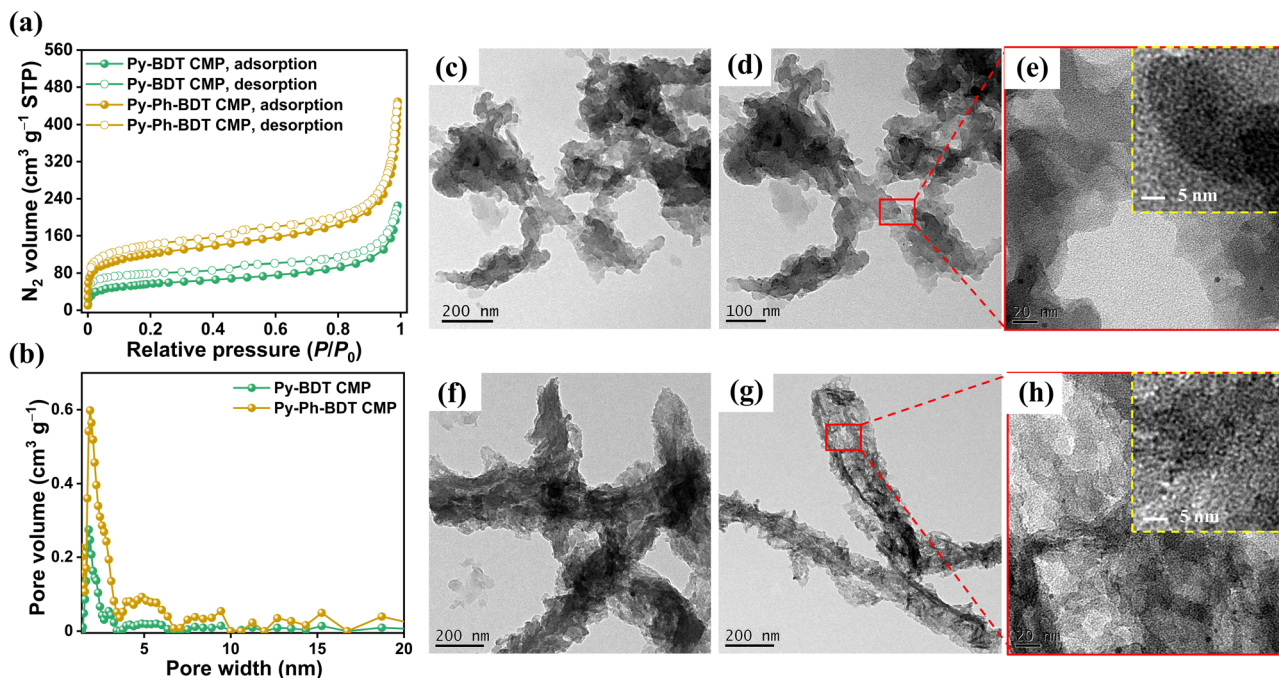 (a)
560
480
400
320
240
160
80
0
N₂ volume (cm³ g⁻¹ STP)
Py-BDT CMP, adsorption
Py-BDT CMP, desorption
Py-Ph-BDT CMP, adsorption
Py-Ph-BDT CMP, desorption
0 0.2 0.4 0.6 0.8 1
Relative pressure (P/P₀)
(b)
0.6
0.4
0.2
0
Pore volume (cm³ g⁻¹)
Py-BDT CMP
Py-Ph-BDT CMP
5 10 15 20
Pore width (nm)
(c)
200 nm
(d)
100 nm
(e)
5 nm
20 nm
(f)
200 nm
(g)
200 nm
(h)
5 nm
20 nm